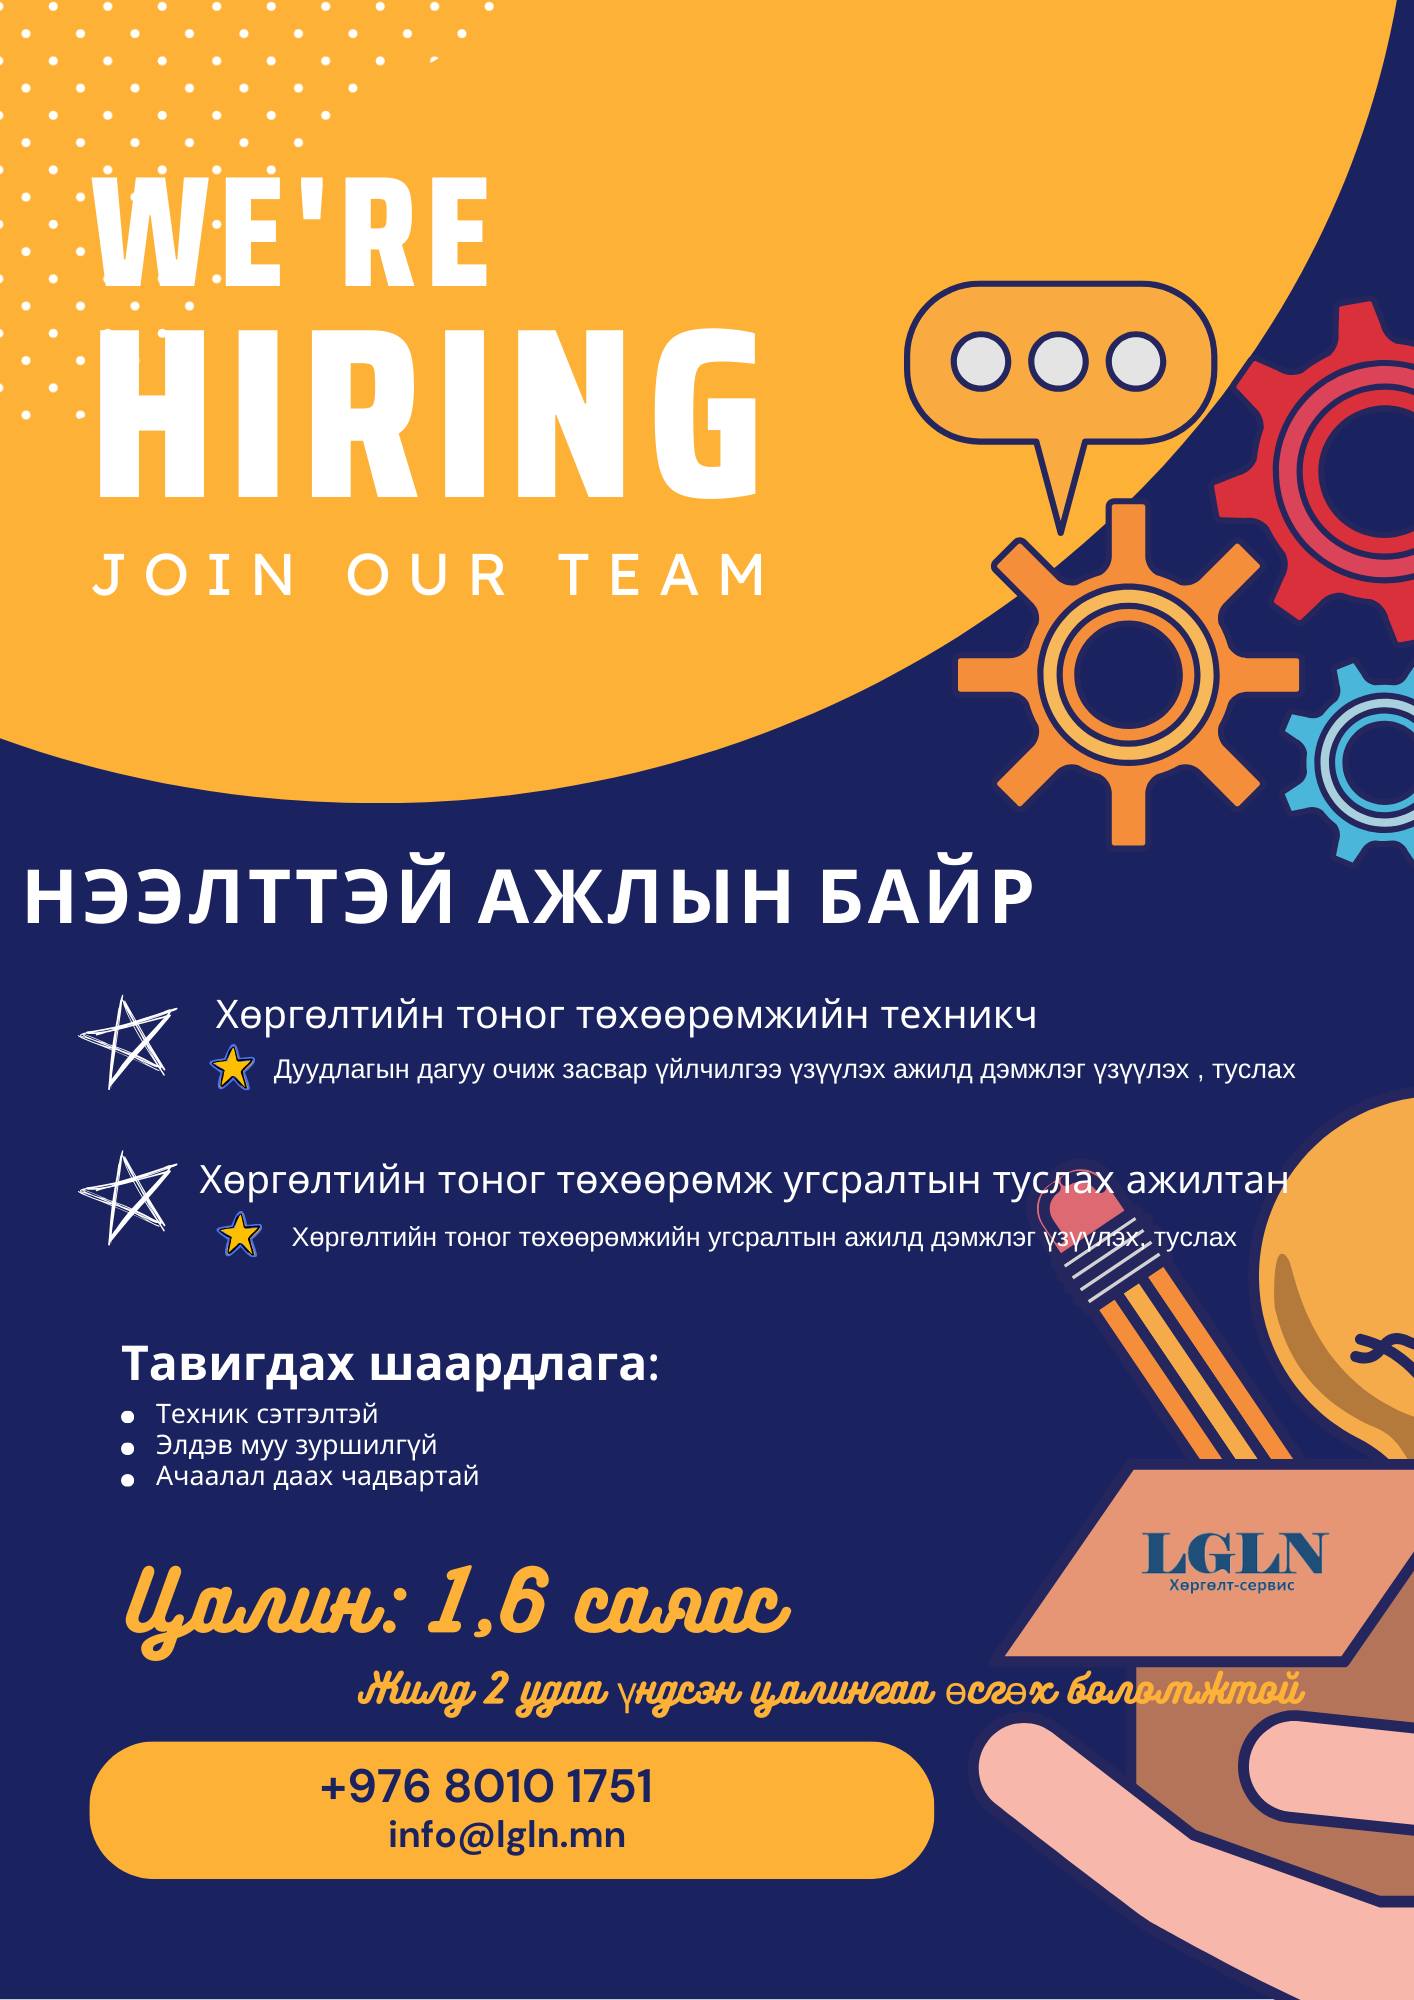 WE'RE
HIRING
JOIN OUR TEAM
НЭЭЛТТЭЙ АЖЛЫН БАЙР
Хөргөлтийн тоног төхөөрөмжийн техникч
Дуудлагын дагуу очиж засвар үйлчилгээ үзүүлэх ажилд дэмжлэг үзүүлэх , туслах
Хөргөлтийн тоног төхөөрөмж угсралтын туслах ажилтан
Хөргөлтийн тоног төхөөрөмжийн угсралтын ажилд дэмжлэг үзүүлэх, туслах
Тавигдах шаардлага:
Техник сэтгэлтэй
Элдэв муу зуршилгүй
Ачаалал даах чадвартай
LGLN
Хөргөлт-сервис
Цалин: 1,6 саяас
Жилд 2 удаа үндсэн цалингаа өсгөх боломжтой
+976 8010 1751
info@lgln.mn